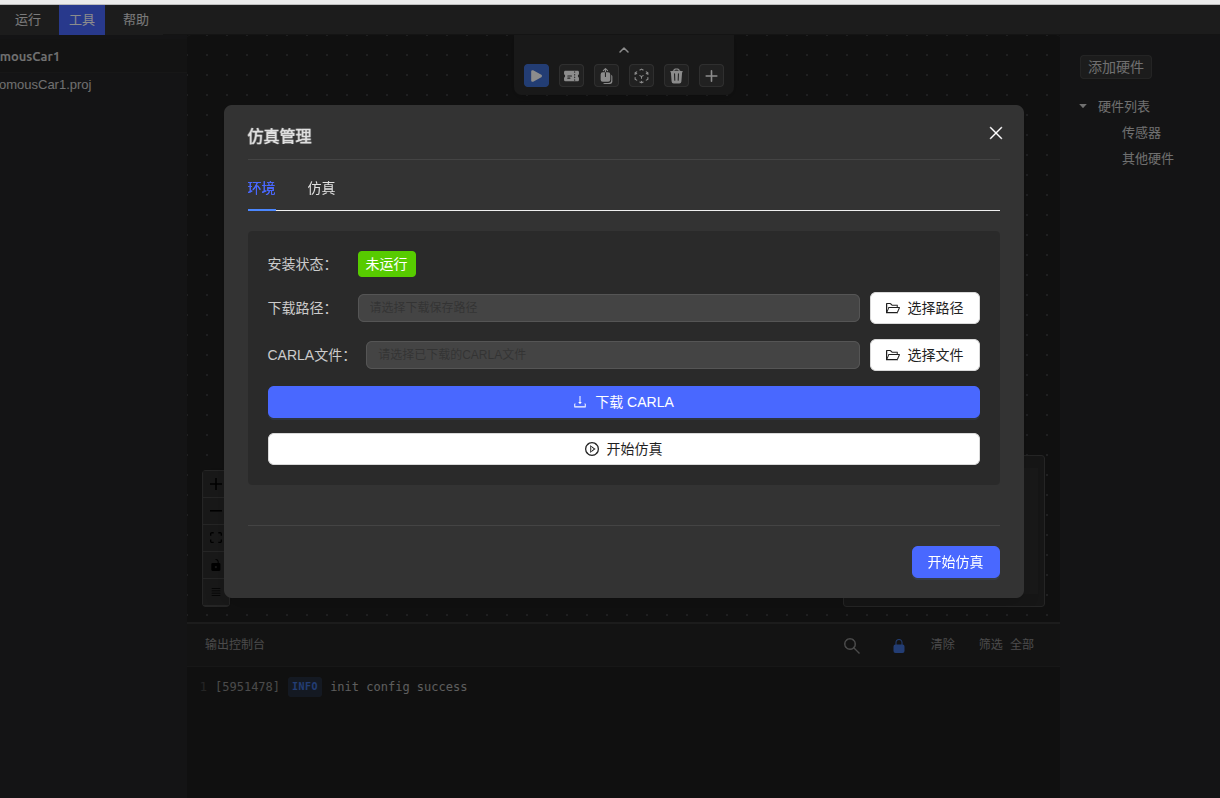 运行 工具 帮助
mousCar1
omousCar1.proj
添加硬件
硬件列表
传感器
其他硬件
仿真管理
环境 仿真
安装状态： 未运行
下载路径： 请选择下载保存路径 选择路径
CARLA文件： 请选择已下载的CARLA文件 选择文件
下载 CARLA
开始仿真
开始仿真
输出控制台 清除 筛选 全部
1 [5951478] INFO init config success